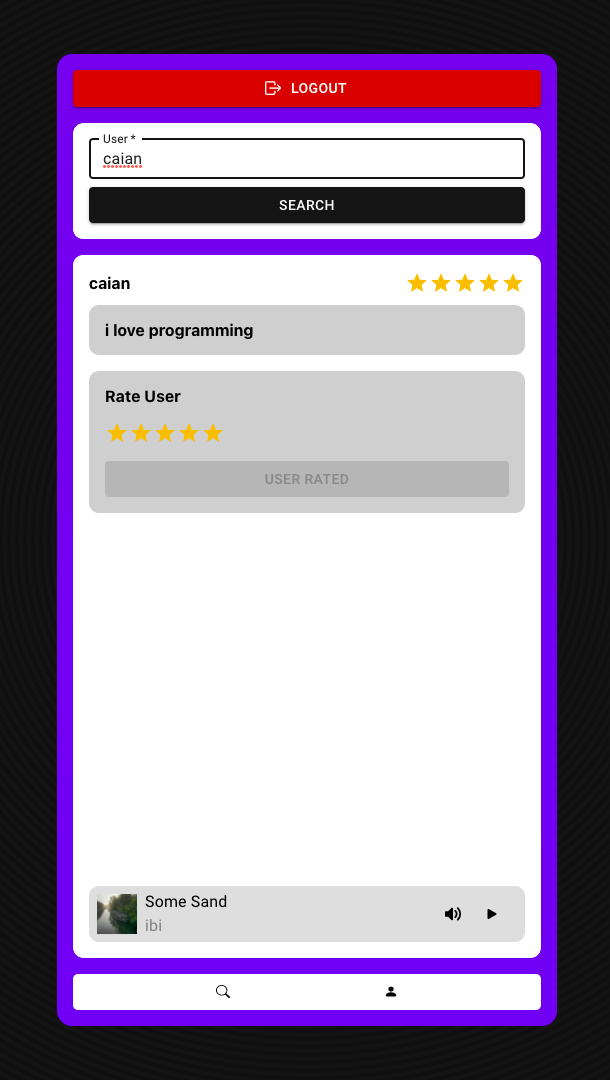 LOGOUT
User *
caian
SEARCH
caian
i love programming
Rate User
USER RATED
Some Sand
ibi